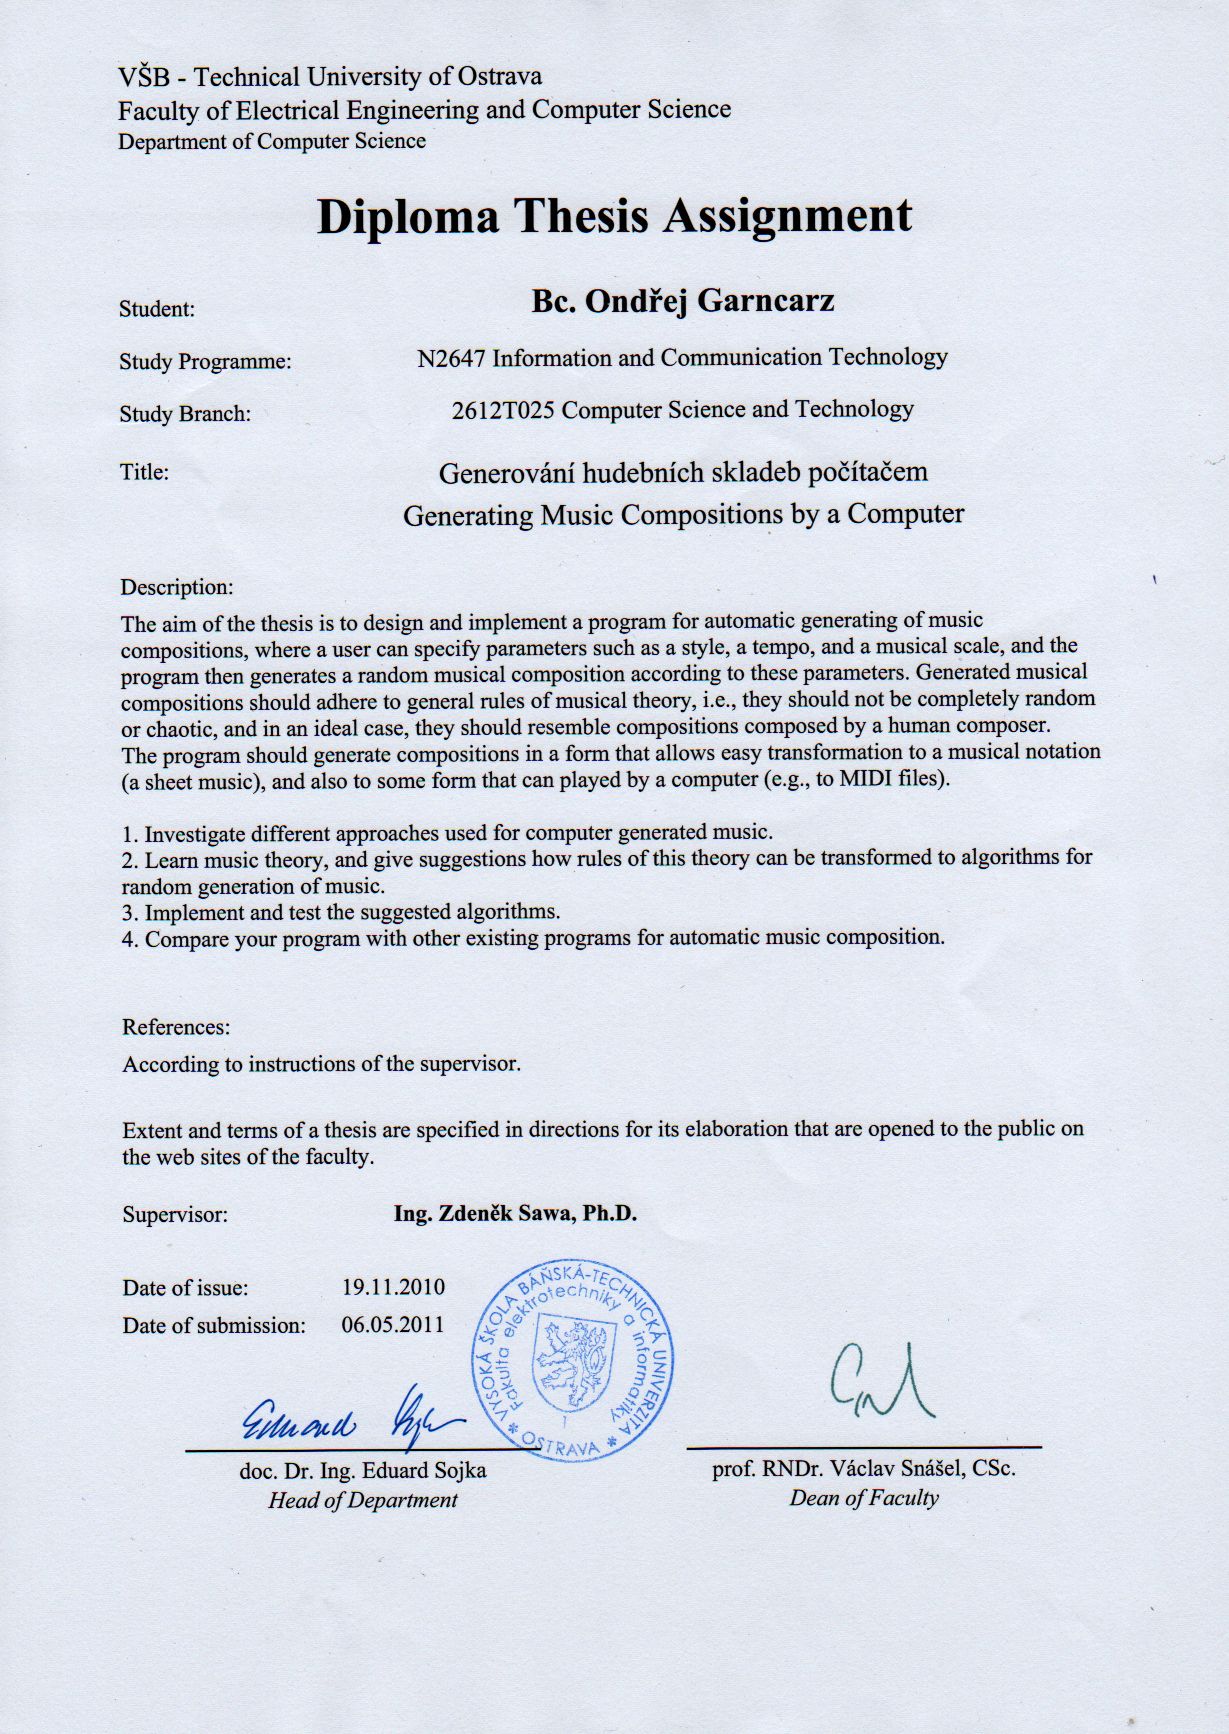 VŠB - Technical University of Ostrava
Faculty of Electrical Engineering and Computer Science
Department of Computer Science
Diploma Thesis Assignment
Student: Bc. Ondřej Garncarz
Study Programme: N2647 Information and Communication Technology
Study Branch: 2612T025 Computer Science and Technology
Title: Generování hudebních skladeb počítačem
Generating Music Compositions by a Computer
Description:
The aim of the thesis is to design and implement a program for automatic generating of music
compositions, where a user can specify parameters such as a style, a tempo, and a musical scale, and the
program then generates a random musical composition according to these parameters. Generated musical
compositions should adhere to general rules of musical theory, i.e., they should not be completely random
or chaotic, and in an ideal case, they should resemble compositions composed by a human composer.
The program should generate compositions in a form that allows easy transformation to a musical notation
(a sheet music), and also to some form that can played by a computer (e.g., to MIDI files).
1. Investigate different approaches used for computer generated music.
2. Learn music theory, and give suggestions how rules of this theory can be transformed to algorithms for
random generation of music.
3. Implement and test the suggested algorithms.
4. Compare your program with other existing programs for automatic music composition.
References:
According to instructions of the supervisor.
Extent and terms of a thesis are specified in directions for its elaboration that are opened to the public on
the web sites of the faculty.
Supervisor: Ing. Zdeněk Sawa, Ph.D.
Date of issue: 19.11.2010
Date of submission: 06.05.2011
VYSOKÁ ŠKOLA BÁŇSKÁ-TECHNICKÁ UNIVERZITA
Fakulta elektrotechniky a informatiky
* OSTRAVA *
1
doc. Dr. Ing. Eduard Sojka
Head of Department
prof. RNDr. Václav Snášel, CSc.
Dean of Faculty